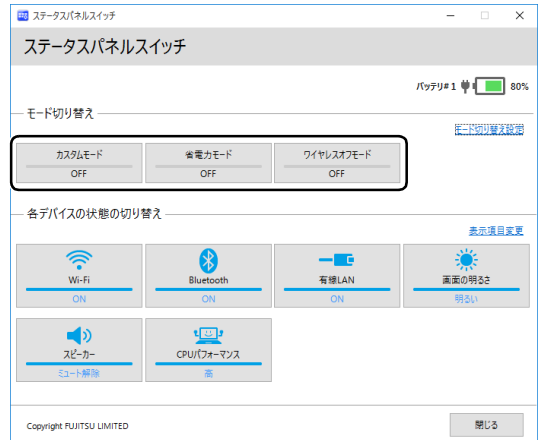 ステータスパネルスイッチ
ステータスパネルスイッチ
バッテリ#1 80%
モード切り替え
モード切り替え設定
カスタムモード 省電力モード ワイヤレスオフモード
OFF OFF OFF
各デバイスの状態の切り替え
表示項目変更
Wi-Fi Bluetooth 有線LAN 画面の明るさ
ON ON ON 明るい
スピーカー CPUパフォーマンス
ミュート解除 高
Copyright FUJITSU LIMITED 閉じる